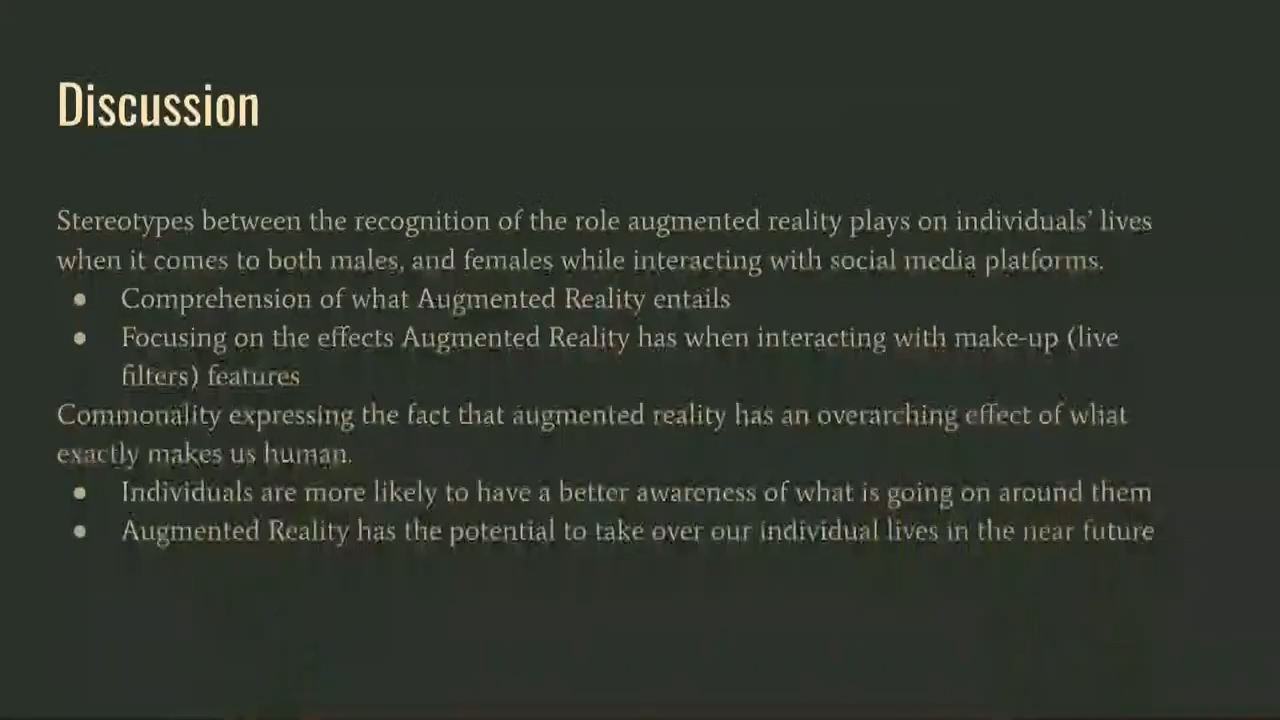 Discussion
Stereotypes between the recognition of the role augmented reality plays on individuals’ lives
when it comes to both males, and females while interacting with social media platforms.
● Comprehension of what Augmented Reality entails
● Focusing on the effects Augmented Reality has when interacting with make-up (live
filters) features
Commonality expressing the fact that augmented reality has an overarching effect of what
exactly makes us human.
● Individuals are more likely to have a better awareness of what is going on around them
● Augmented Reality has the potential to take over our individual lives in the near future